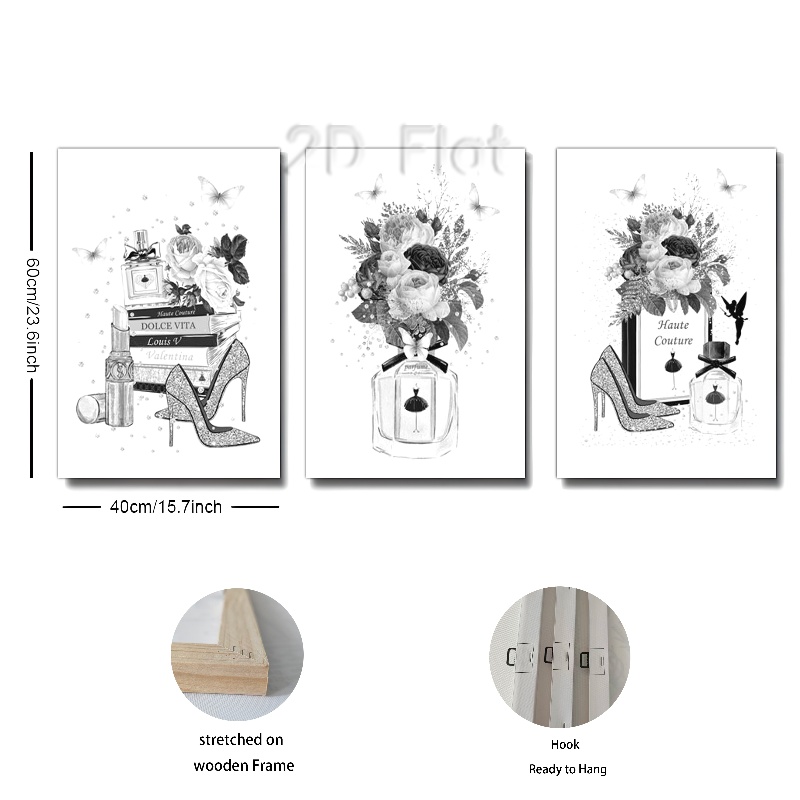 2D Flat
60cm/23.6inch
Haute Couture
DOLCE VITA
Louis V
Valentina
parfume
Haute
Couture
40cm/15.7inch
stretched on
wooden Frame
Hook
Ready to Hang